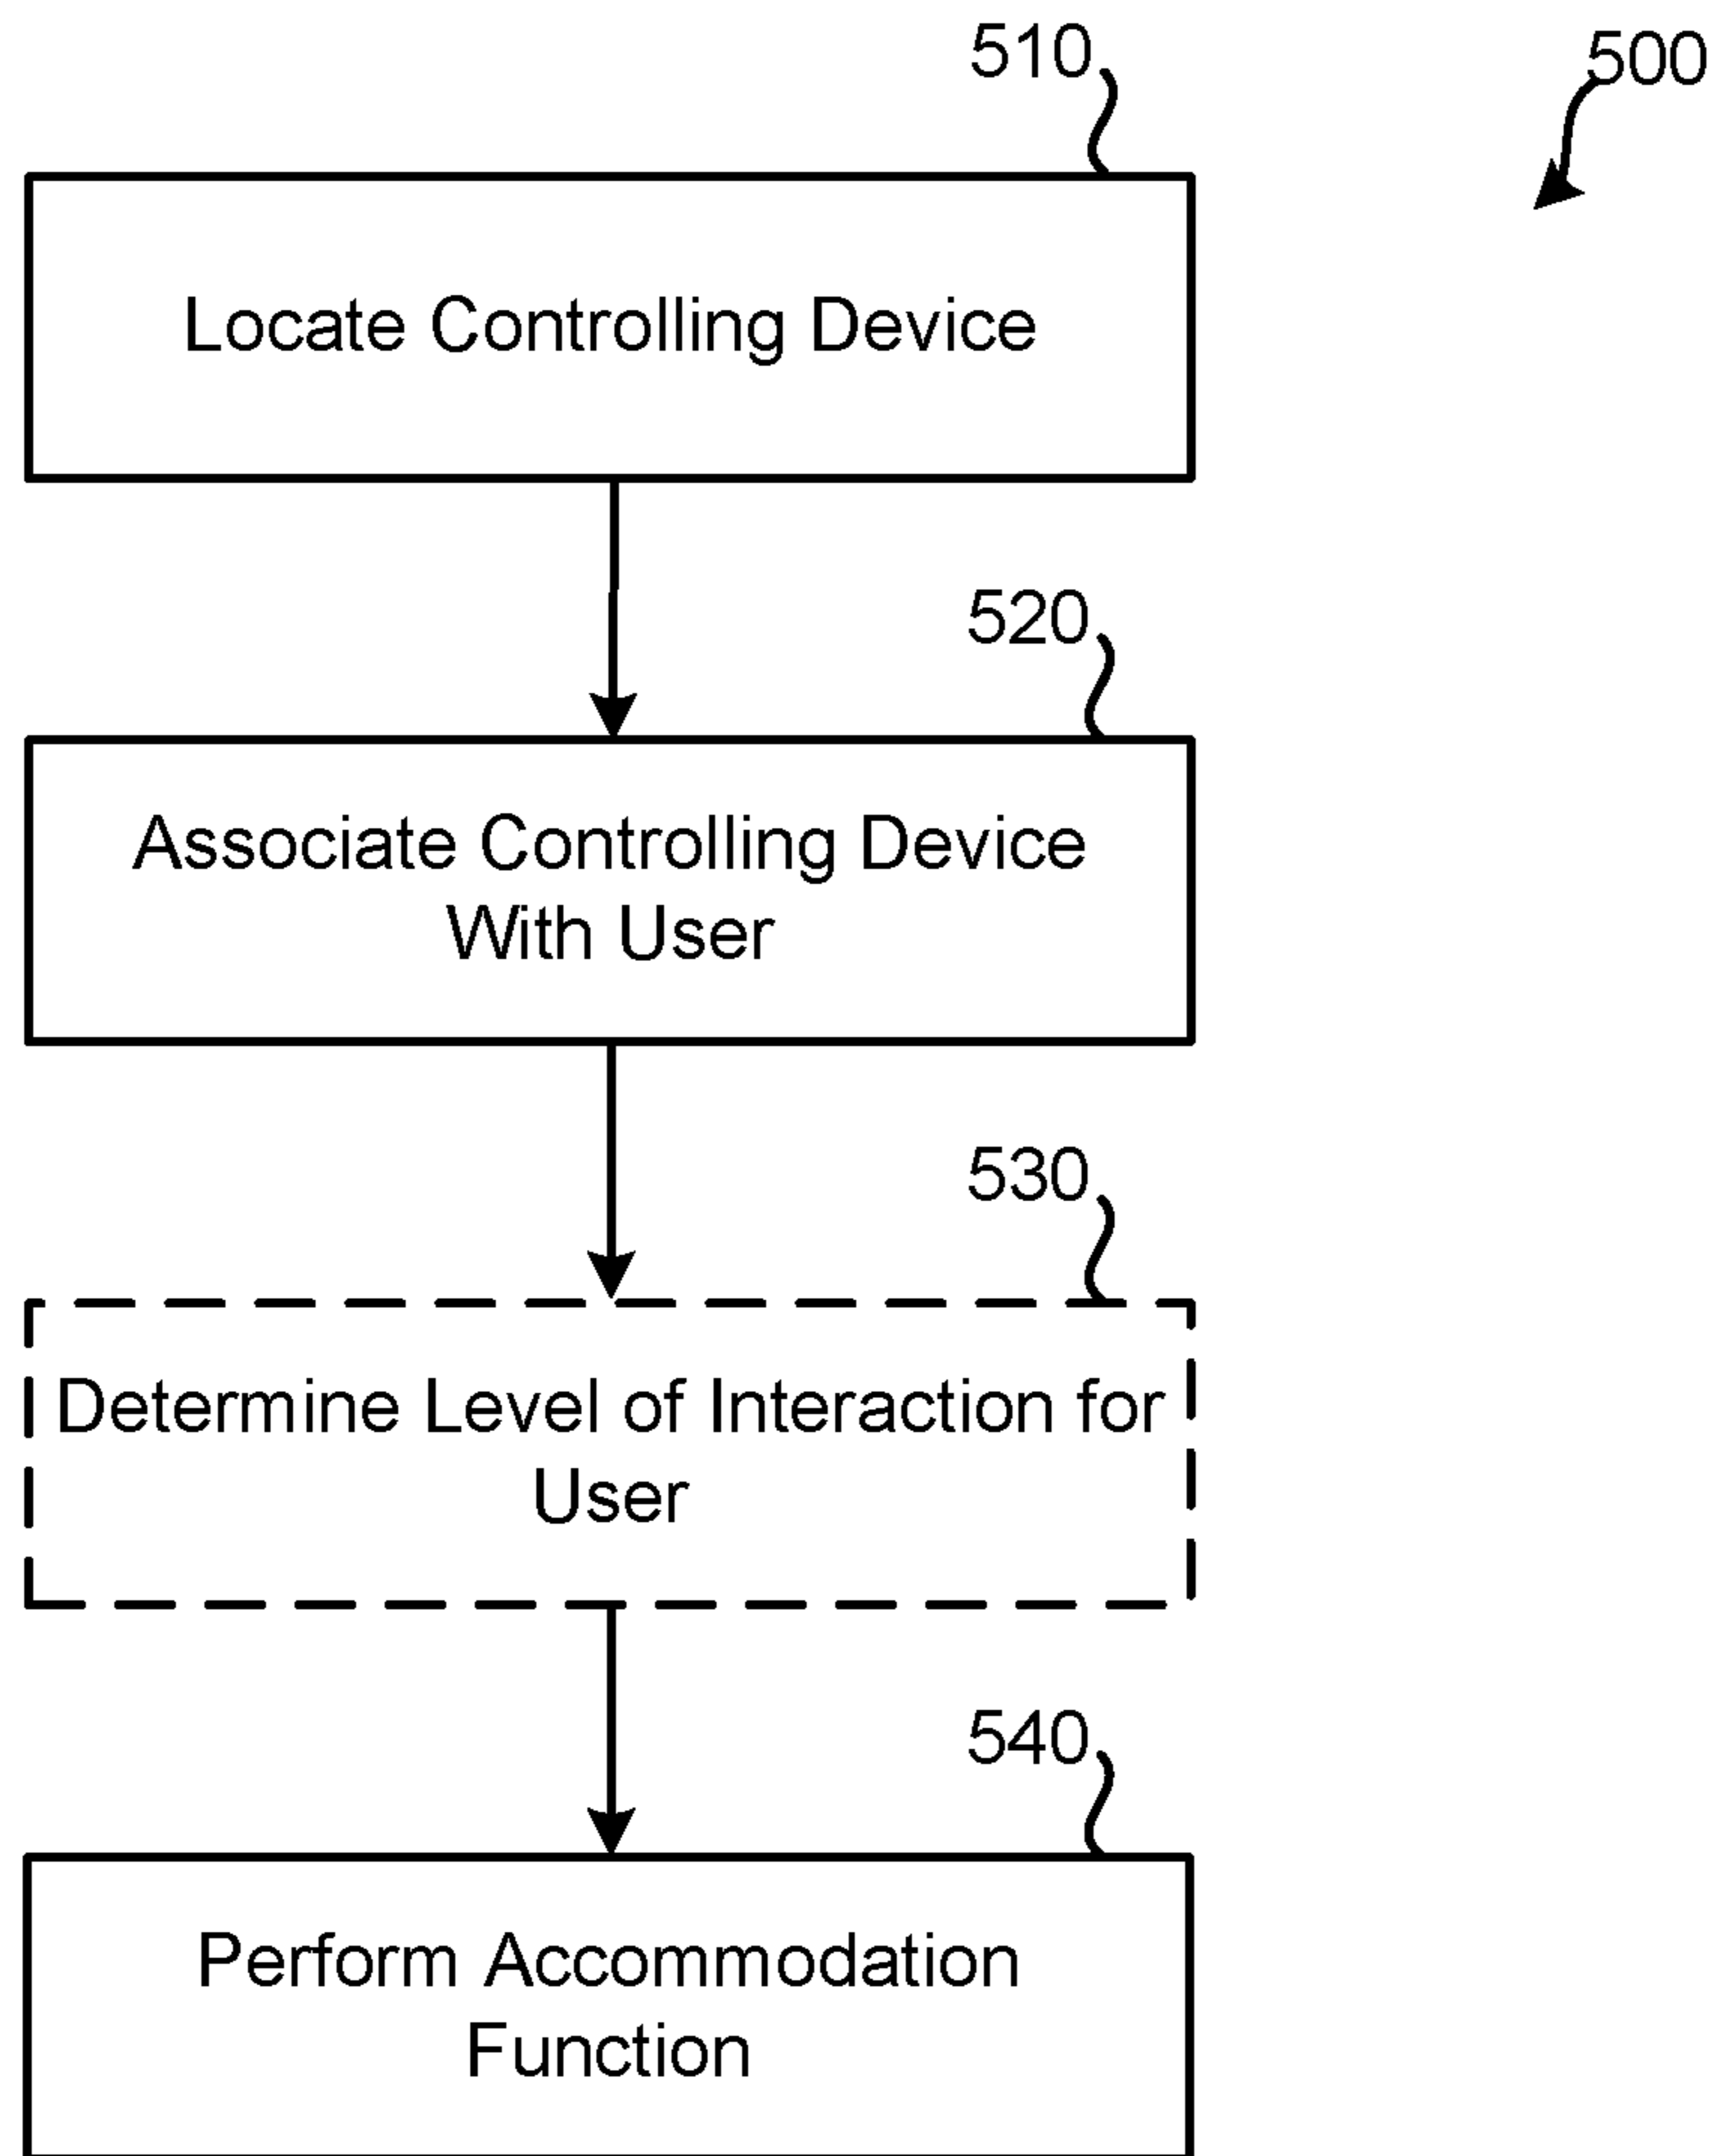 510
500
Locate Controlling Device
520
Associate Controlling Device
With User
530
Determine Level of Interaction for
User
540
Perform Accommodation
Function